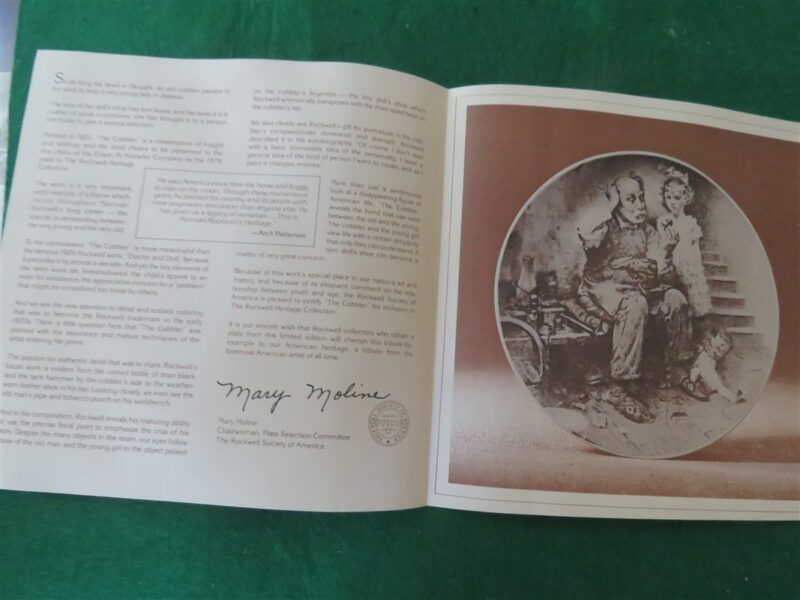 Scratching his head in thought, an old cobbler pauses in
his work to help a very young lady in distress.
The sole of her doll's shoe has torn loose, and because it is a
matter of great importance, she has brought it to a person
she trusts to give it serious attention.
Painted in 1921, "The Cobbler" is a masterpiece of insight
and whimsy and the ideal choice to be preserved in the
fine china of the Edwin M. Knowles Company as the 1978
plate in The Rockwell Heritage
Collection.
The work is a very important
early example of a theme which
recurs throughout Norman
Rockwell's long career — the
special understanding between
the very young and the very old.
To the connoisseur, "The Cobbler" is more meaningful than
the famous 1929 Rockwell work, "Doctor and Doll," because
it precedes it by almost a decade. And yet the key elements of
the latter work are foreshadowed: the child's appeal to an
elder for assistance, the appreciative concern for a "problem"
that might be considered too trivial by others.
And we see the new attention to detail and realistic coloring
that was to become the Rockwell trademark in the early
1920's. There is little question here that "The Cobbler" was
painted with the assurance and mature techniques of the
artist entering his prime.
The passion for authentic detail that was to mark Rockwell's
future work is evident from the corked bottle of boot black
and the tack hammer by the cobbler's side to the weather-
worn leather shoe in his lap. Looking closely, we even see the
old man's pipe and tobacco pouch on the workbench.
And in his composition, Rockwell reveals his maturing ability
to use the precise focal point to emphasize the crux of his
story. Despite the many objects in the room, our eyes follow
those of the old man and the young girl to the object poised
"He saw America move from the horse and buggy
to man on the moon. Through these momentous
years, he painted his country and its people with
more poignance and power than anyone else. He
has given us a legacy of ourselves. This is
Norman Rockwell's Heritage."
—Arch Patterson
on the cobbler's fingertips — the tiny doll's shoe which
Rockwell whimsically juxtaposes with the man-sized boot on
the cobbler's lap.
We also clearly see Rockwell's gift for portraiture in the cob-
bler's compassionate dominance and strength. Rockwell
described it in his autobiography: "Of course I don't start
with a fixed, immutable idea of the personality. I have a
general idea of the kind of person I want to create, and as I
paint it changes, evolves."
More than just a sentimental
look at a disappearing figure of
American life, "The Cobbler"
reveals the bond that can exist
between the old and the young.
The cobbler and the young girl
view life with a certain simplicity
that only they can understand. A
torn doll's shoe can become a
matter of very great concern.
Because of this work's special place in our nation's art and
history, and because of its eloquent comment on the rela-
tionship between youth and age, the Rockwell Society of
America is pleased to certify "The Cobbler" for inclusion in
The Rockwell Heritage Collection.
It is our sincere wish that Rockwell collectors who obtain a
plate from this limited edition will cherish this tribute-by-
example to our American heritage, a tribute from the
foremost American artist of all time.
Mary Moline
Mary Moline
Chairwoman, Plate Selection Committee
The Rockwell Society of America